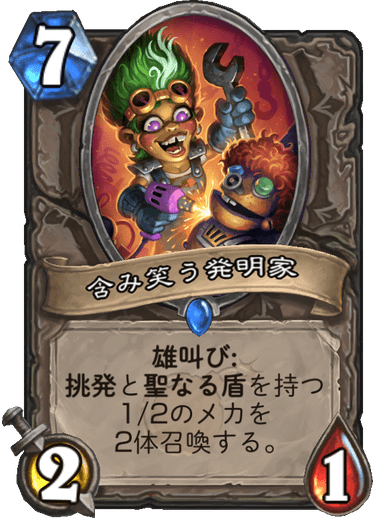 7
含み笑う発明家
雄叫び:
挑発と聖なる盾を持つ
1/2のメカを
2体召喚する。
2
1